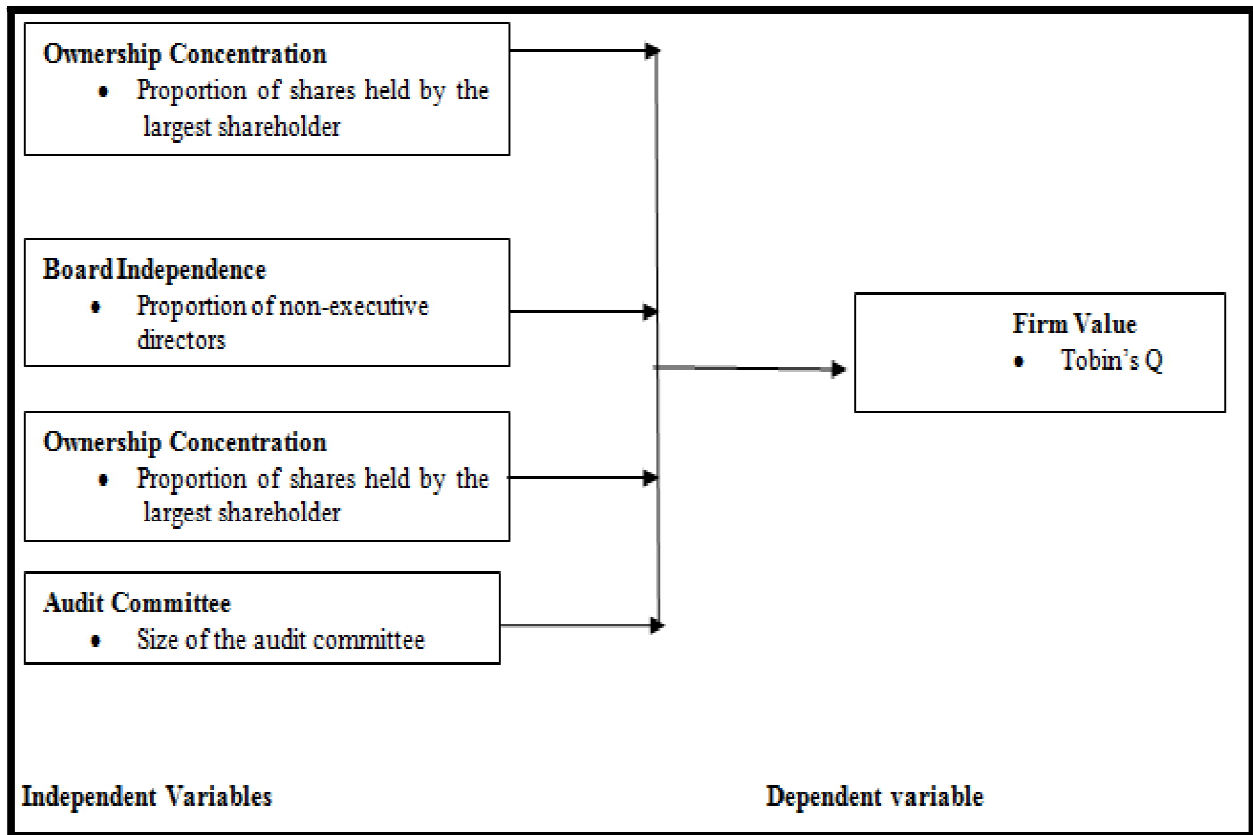 Ownership Concentration
• Proportion of shares held by the
largest shareholder
Board Independence
• Proportion of non-executive
directors
Ownership Concentration
• Proportion of shares held by the
largest shareholder
Audit Committee
• Size of the audit committee
Firm Value
• Tobin’s Q
Independent Variables
Dependent variable